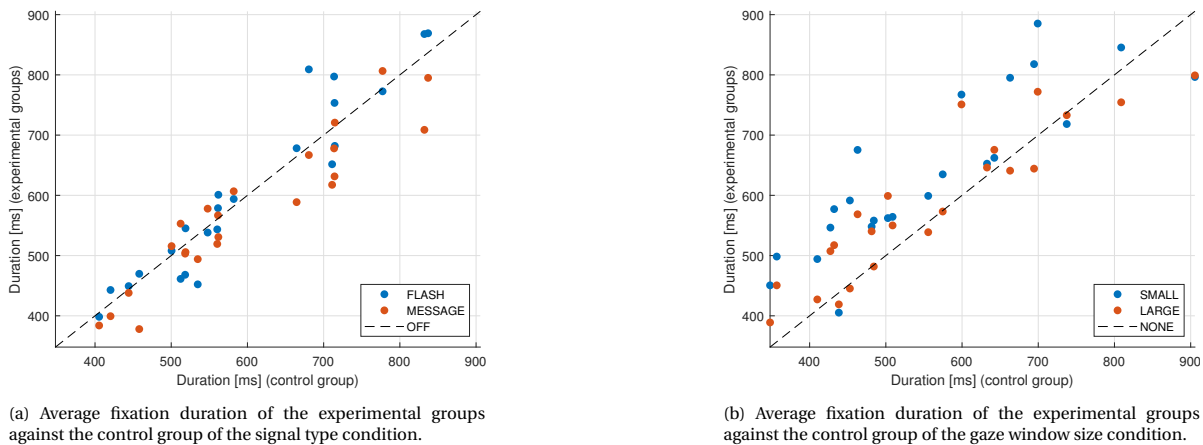 900
800
700
600
500
400
Duration [ms] (experimental groups)
FLASH
MESSAGE
OFF
400 500 600 700 800 900
Duration [ms] (control group)
(a) Average fixation duration of the experimental groups
against the control group of the signal type condition.
900
800
700
600
500
400
Duration [ms] (experimental groups)
SMALL
LARGE
NONE
400 500 600 700 800 900
Duration [ms] (control group)
(b) Average fixation duration of the experimental groups
against the control group of the gaze window size condition.